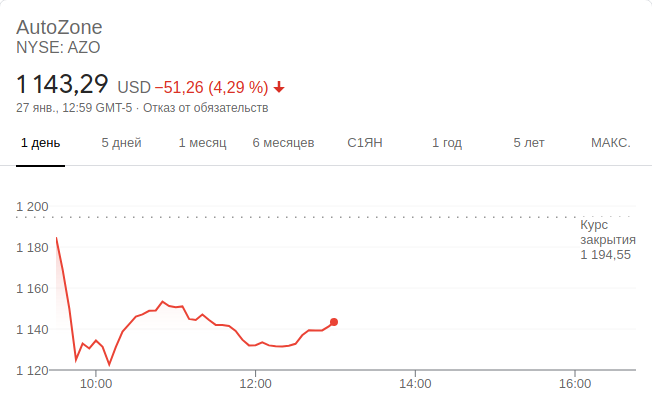 AutoZone
NYSE: AZO
1 143,29 USD −51,26 (4,29 %)
27 янв., 12:59 GMT-5 · Отказ от обязательств
1 день 5 дней 1 месяц 6 месяцев С1ЯН 1 год 5 лет МАКС.
1 200
Курс
закрытия
1 194,55
1 180
1 160
1 140
1 120
10:00 12:00 14:00 16:00